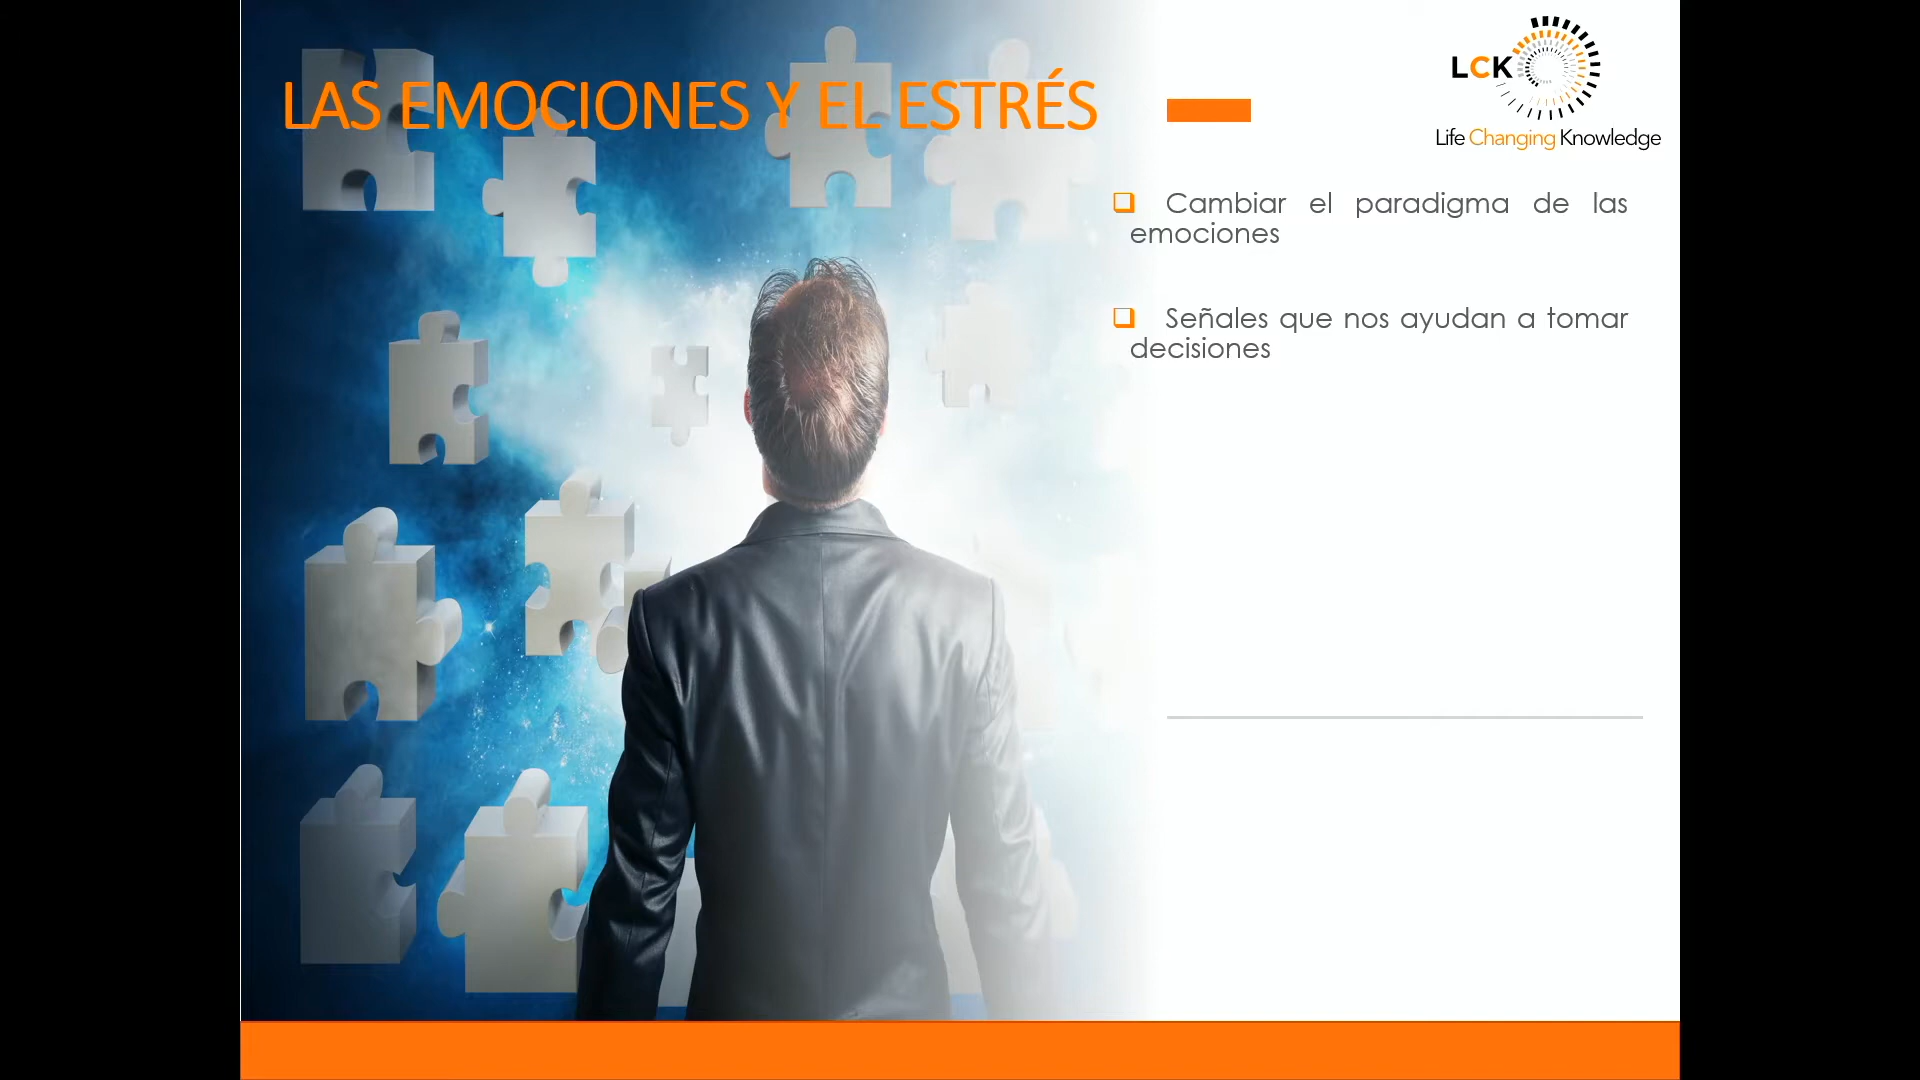 LAS EMOCIONES Y EL ESTRÉS
LCK
Life Changing Knowledge
Cambiar el paradigma de las
emociones
Señales que nos ayudan a tomar
decisiones